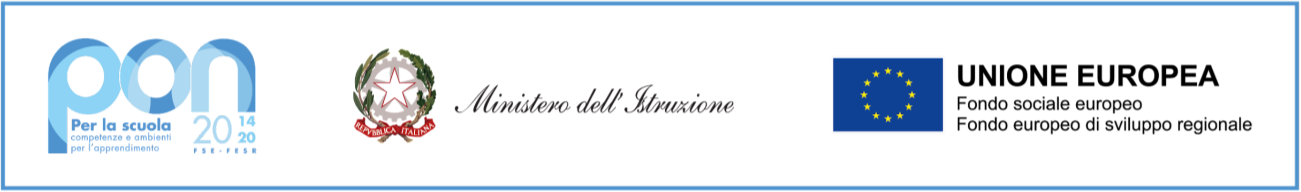 pon
Per la scuola
competenze e ambienti
per l'apprendimento
20 14
20
FSE-FESR
REPVBBLICA ITALIANA
Ministero dell'Istruzione
UNIONE EUROPEA
Fondo sociale europeo
Fondo europeo di sviluppo regionale